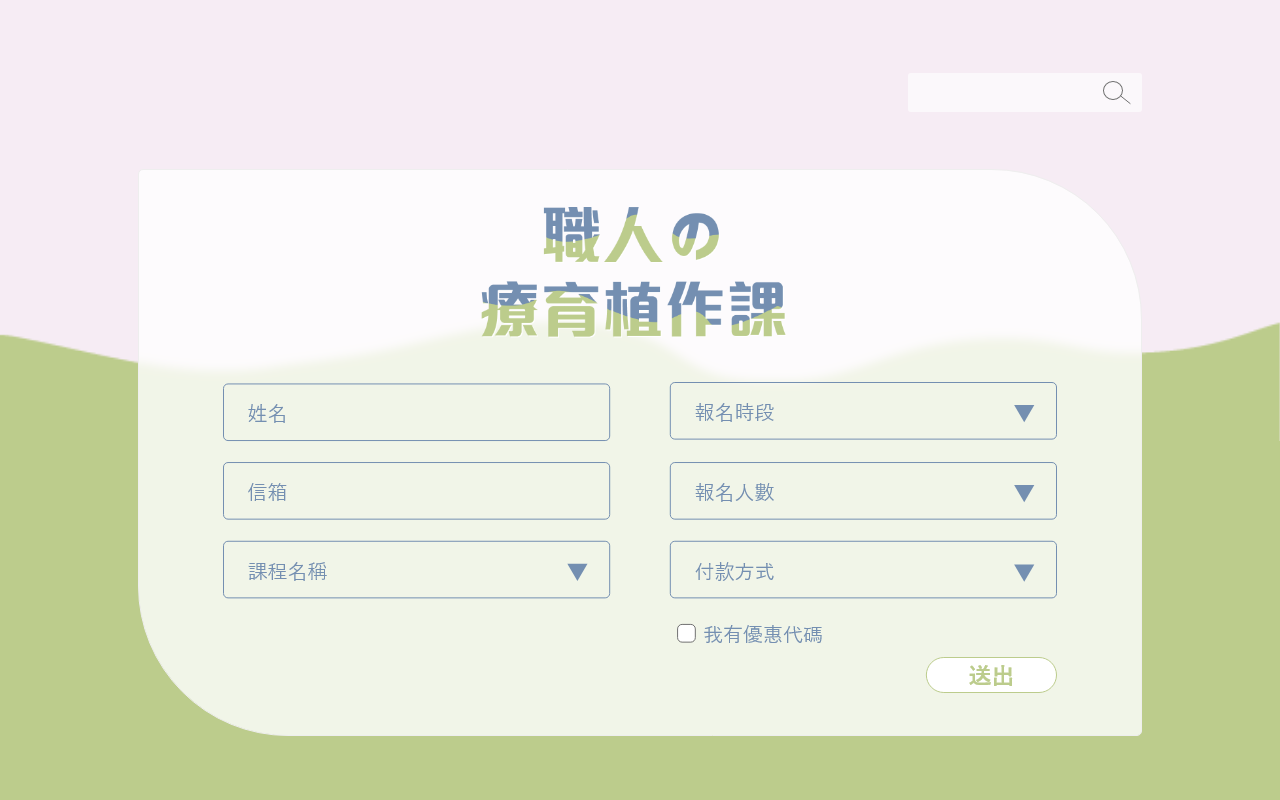 職人の
療育植作課
姓名
報名時段
信箱
報名人數
課程名稱
付款方式
我有優惠代碼
送出